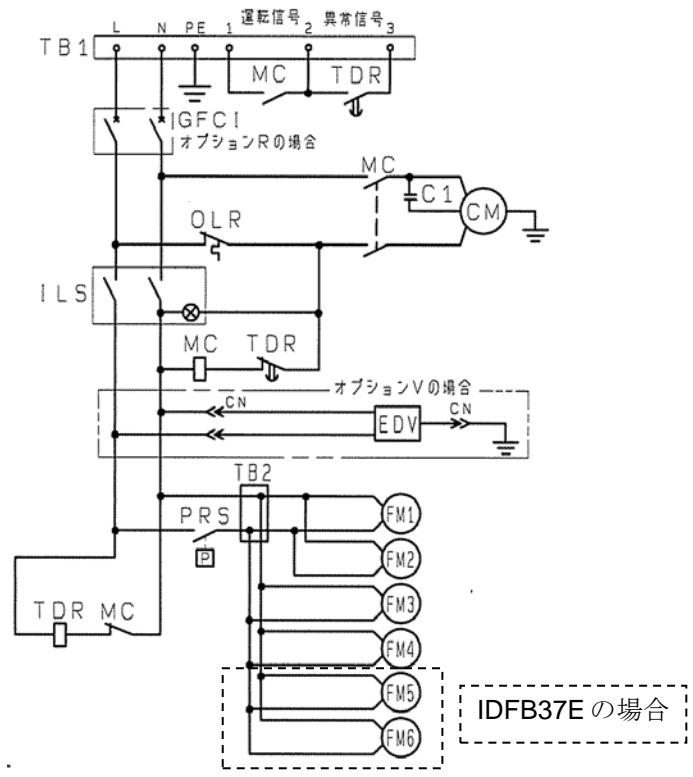 運転信号 異常信号
L N PE 1 2 3
TB1
MC TDR
GFCI
オプションRの場合
MC
C1
CM
OLR
ILS
MC TDR
オプションVの場合
CN
EDV
CN
TB2
PRS
P
FM1
FM2
TDR MC
FM3
FM4
FM5
FM6
IDFB37Eの場合